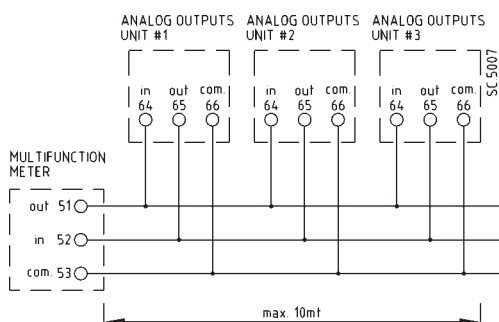 ANALOG OUTPUTS
UNIT #1
ANALOG OUTPUTS
UNIT #2
ANALOG OUTPUTS
UNIT #3
SC5007
in out com.
64 65 66
in out com.
64 65 66
in out com.
64 65 66
MULTIFUNCTION
METER
out 51
in 52
com. 53
max. 10mt